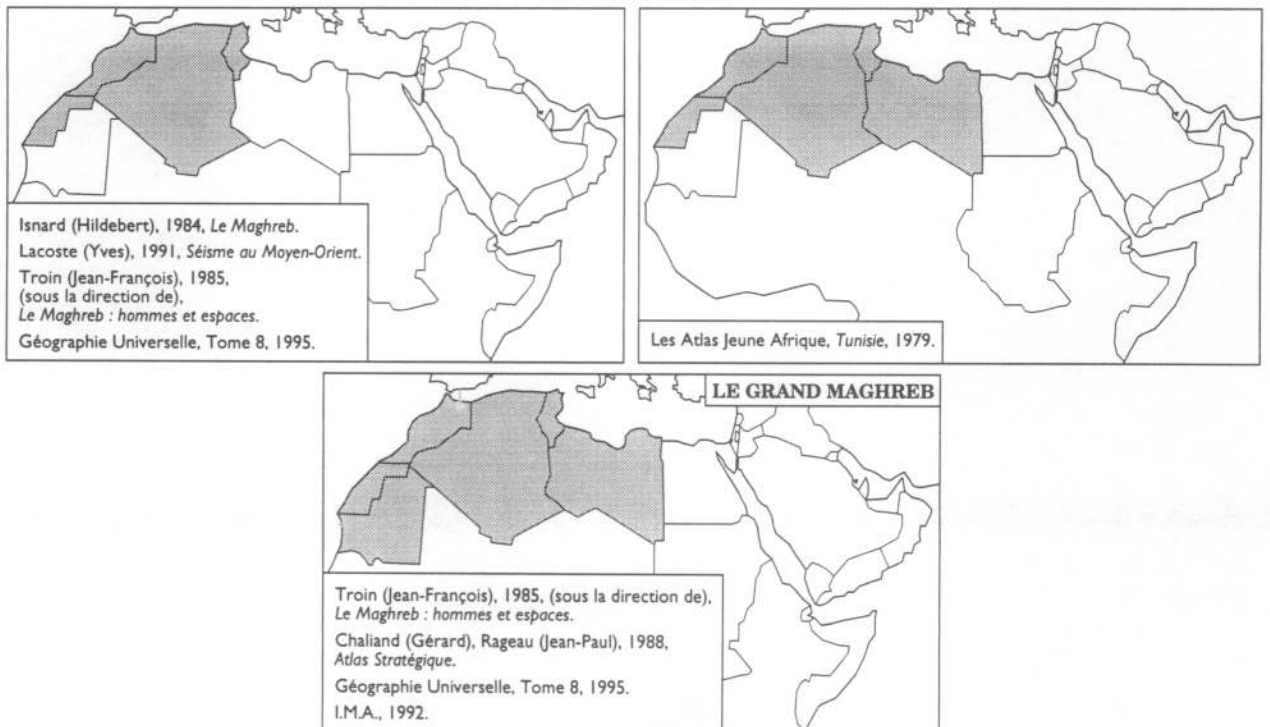 Isnard (Hildebert), 1984, Le Maghreb.
Lacoste (Yves), 1991, Séisme au Moyen-Orient.
Troin (Jean-François), 1985,
(sous la direction de),
Le Maghreb : hommes et espaces.
Géographie Universelle, Tome 8, 1995.
Les Atlas Jeune Afrique, Tunisie, 1979.
LE GRAND MAGHREB
Troin (Jean-François), 1985, (sous la direction de),
Le Maghreb : hommes et espaces.
Chaliand (Gérard), Rageau (Jean-Paul), 1988,
Atlas Stratégique.
Géographie Universelle, Tome 8, 1995.
I.M.A., 1992.